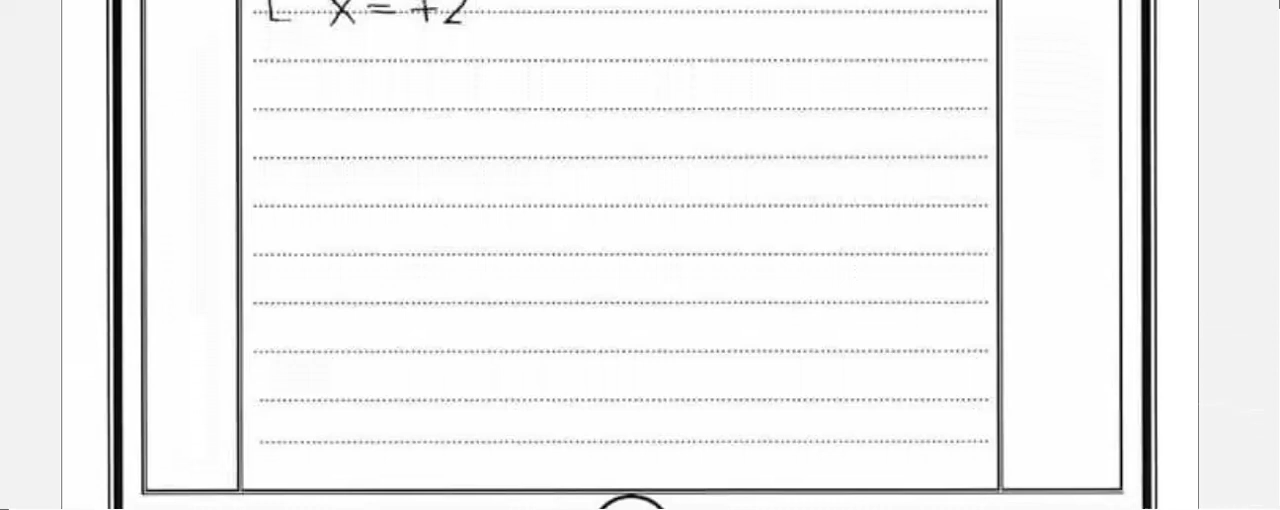 x = +2